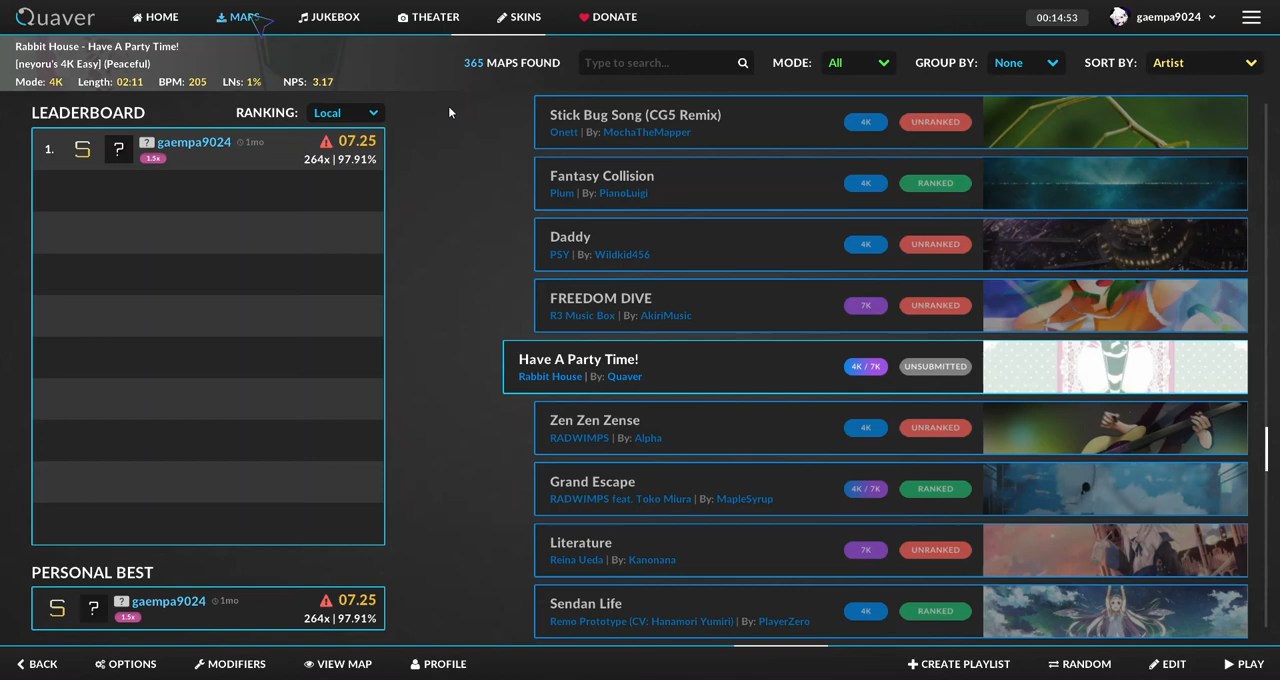 Quaver HOME MAPS JUKEBOX THEATER SKINS DONATE 00:14:53 gaempa9024
Rabbit House - Have A Party Time!
[neyoru's 4K Easy] (Peaceful)
Mode: 4K Length: 02:11 BPM: 205 LNs: 1% NPS: 3.17
365 MAPS FOUND Type to search... MODE: All GROUP BY: None SORT BY: Artist
LEADERBOARD RANKING: Local
1. S ? ? gaempa9024 1mo 07.25
1.5x 264x | 97.91%
PERSONAL BEST
S ? ? gaempa9024 1mo 07.25
1.5x 264x | 97.91%
Stick Bug Song (CG5 Remix)
Onett | By: MochaTheMapper
4K UNRANKED
Fantasy Collision
Plum | By: PianoLuigi
4K RANKED
Daddy
PSY | By: Wildkid456
4K UNRANKED
FREEDOM DIVE
R3 Music Box | By: AkiriMusic
7K UNRANKED
Have A Party Time!
Rabbit House | By: Quaver
4K / 7K UNSUBMITTED
Zen Zen Zense
RADWIMPS | By: Alpha
4K UNRANKED
Grand Escape
RADWIMPS feat. Toko Miura | By: MapleSyrup
4K / 7K RANKED
Literature
Reina Ueda | By: Kanonana
7K UNRANKED
Sendan Life
Remo Prototype (CV: Hanamori Yumiri) | By: PlayerZero
4K RANKED
BACK OPTIONS MODIFIERS VIEW MAP PROFILE CREATE PLAYLIST RANDOM EDIT PLAY